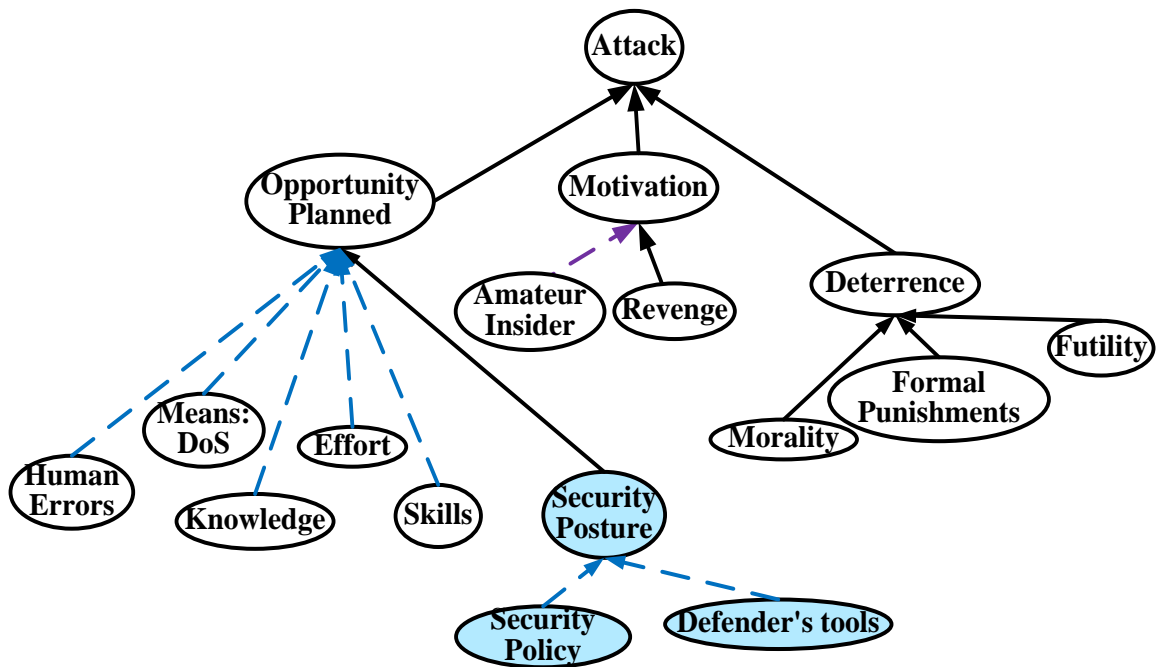 Attack
Opportunity
Planned
Motivation
Deterrence
Amateur
Insider
Revenge
Futility
Formal
Punishments
Morality
Means:
DoS
Effort
Human
Errors
Knowledge
Skills
Security
Posture
Security
Policy
Defender's tools